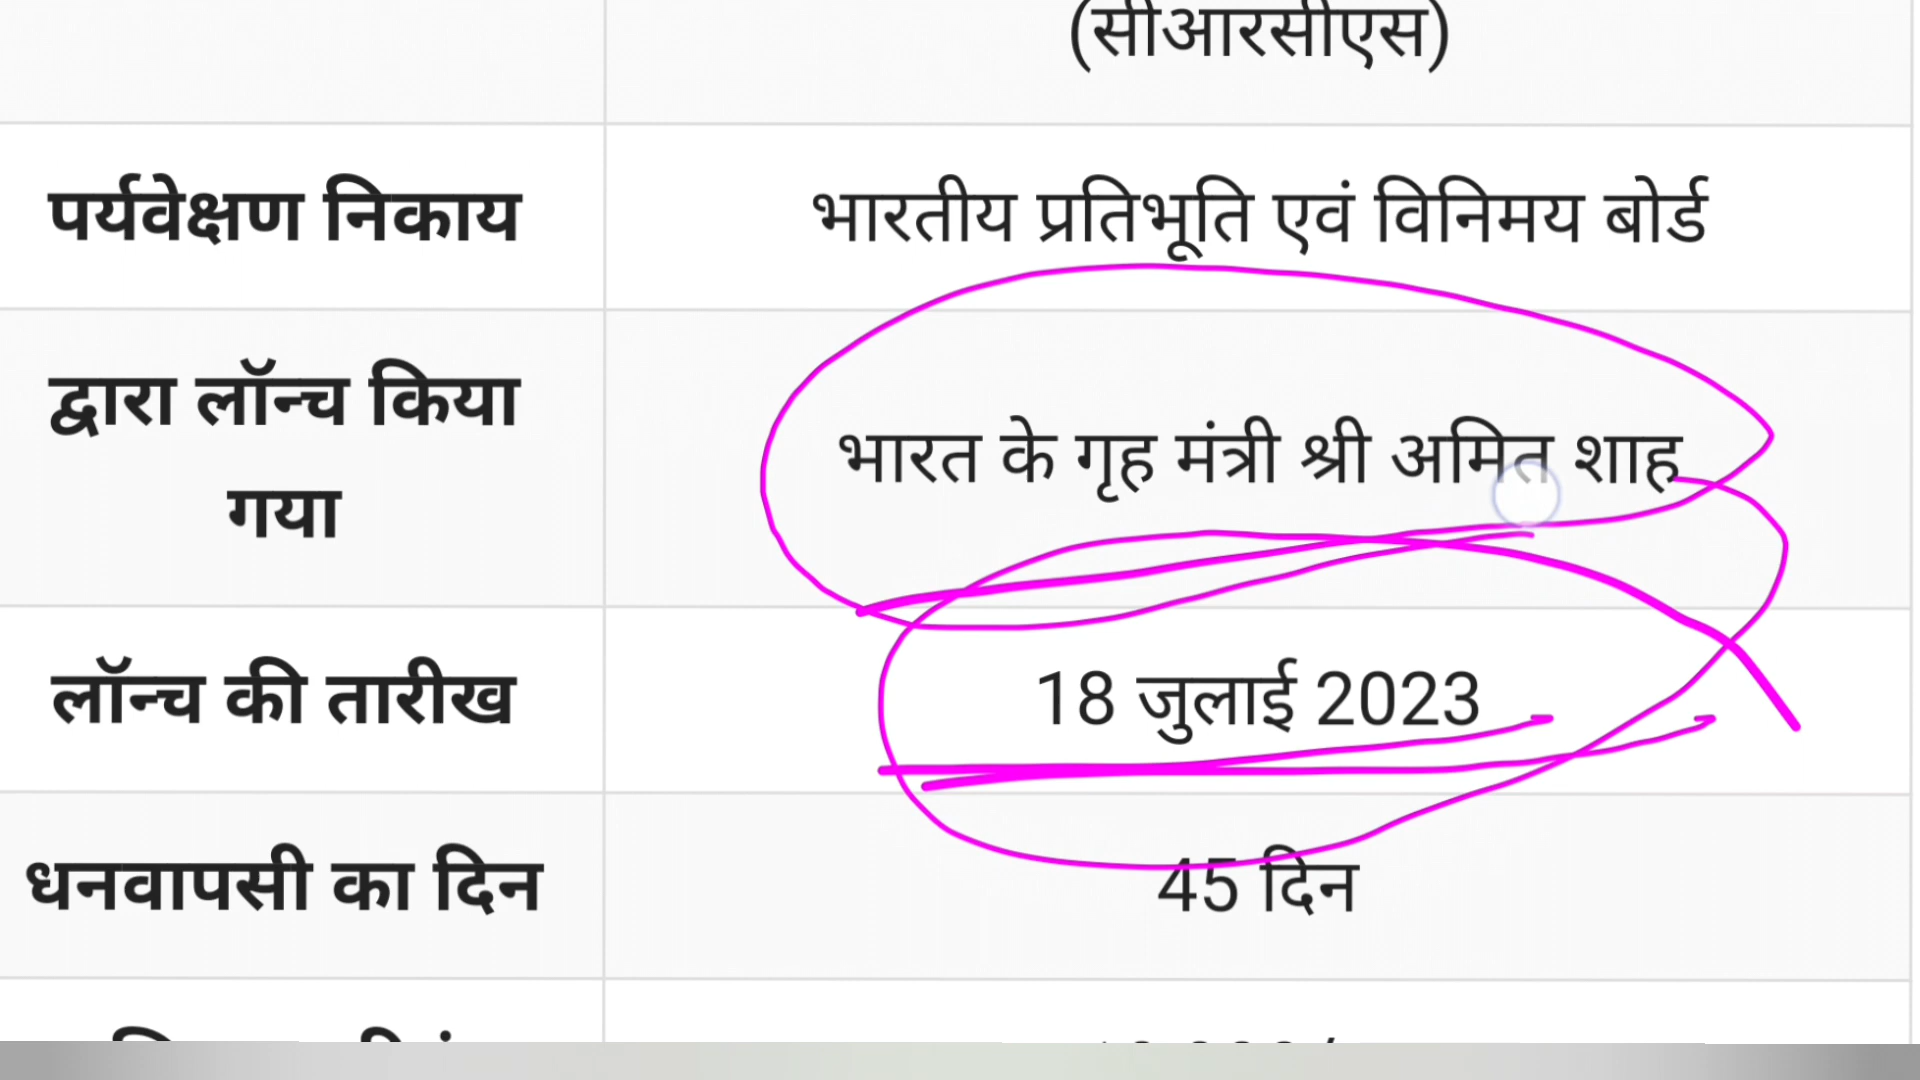 (सीआरसीएस)
पर्यवेक्षण निकाय
भारतीय प्रतिभूति एवं विनिमय बोर्ड
द्वारा लॉन्च किया
गया
भारत के गृह मंत्री श्री अमित शाह
लॉन्च की तारीख
18 जुलाई 2023
धनवापसी का दिन
45 दिन